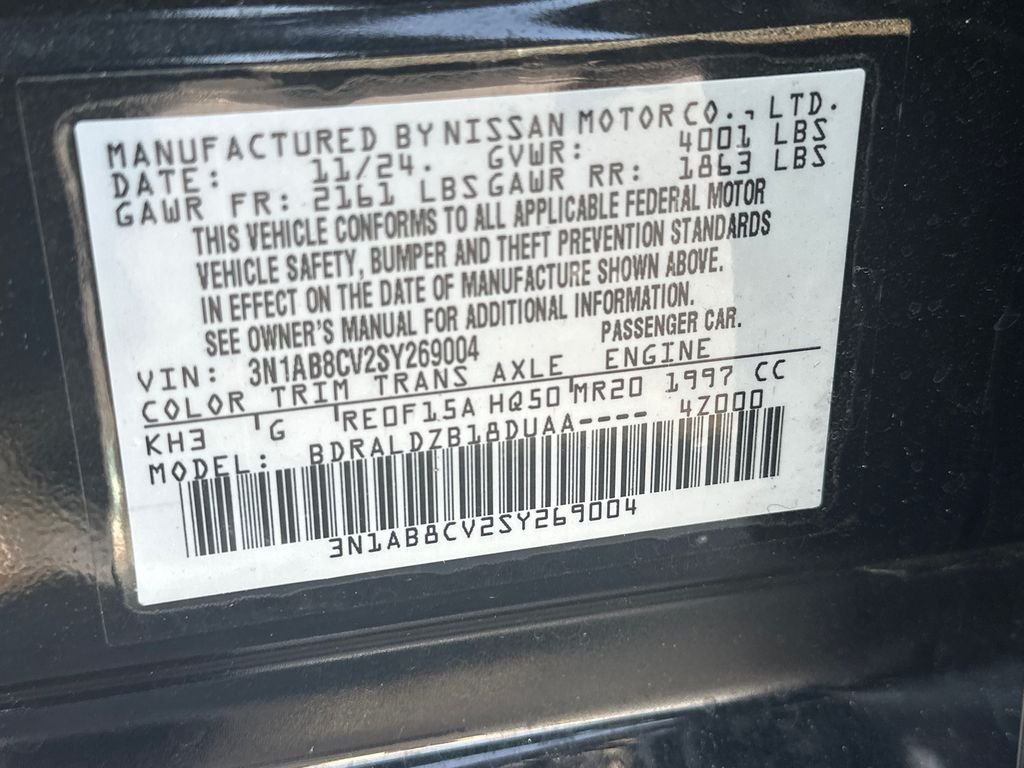 MANUFACTURED BY NISSAN MOTOR CO., LTD.
DATE: 11/24. GVWR: 4001 LBS
GAWR FR: 2161 LBS GAWR RR: 1863 LBS
THIS VEHICLE CONFORMS TO ALL APPLICABLE FEDERAL MOTOR
VEHICLE SAFETY, BUMPER AND THEFT PREVENTION STANDARDS
IN EFFECT ON THE DATE OF MANUFACTURE SHOWN ABOVE.
SEE OWNER'S MANUAL FOR ADDITIONAL INFORMATION.
VIN: 3N1AB8CV2SY269004 PASSENGER CAR.
COLOR TRIM TRANS AXLE ENGINE
KH3 G RE0F15A HQ50 MR20 1997 CC
MODEL: BDRALDZB18DUAA---- 4Z000
3N1AB8CV2SY269004